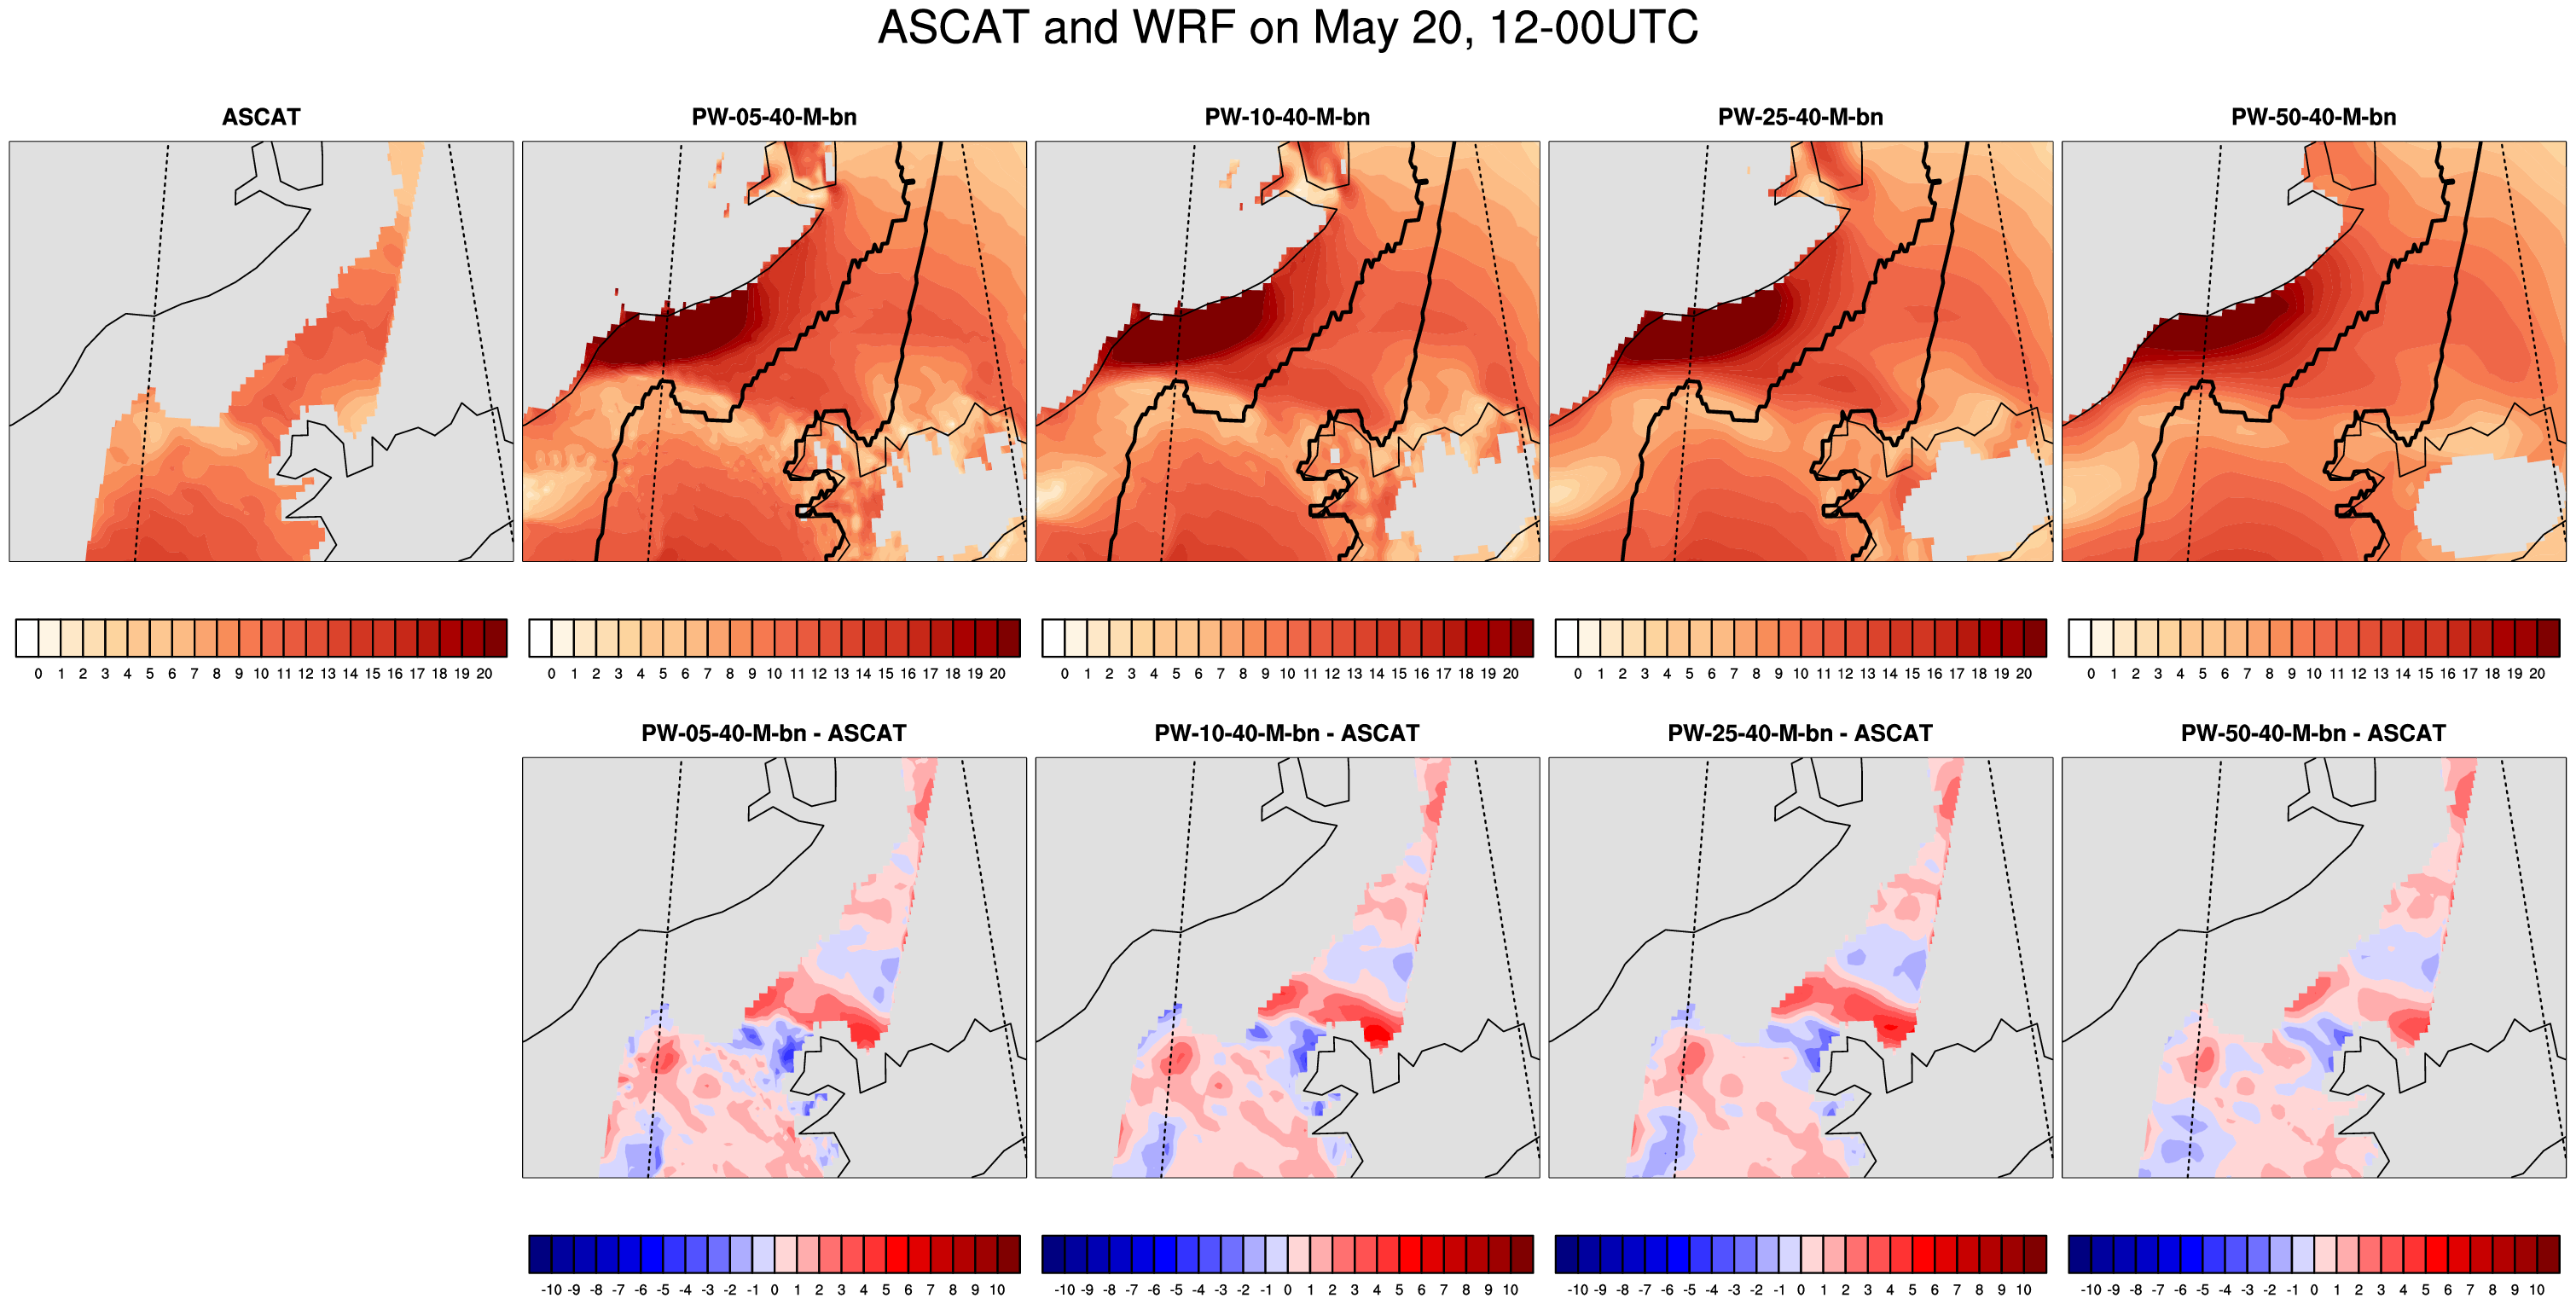 ASCAT and WRF on May 20, 12-00UTC
ASCAT PW-05-40-M-bn PW-10-40-M-bn PW-25-40-M-bn PW-50-40-M-bn
0 1 2 3 4 5 6 7 8 9 10 11 12 13 14 15 16 17 18 19 20 0 1 2 3 4 5 6 7 8 9 10 11 12 13 14 15 16 17 18 19 20 0 1 2 3 4 5 6 7 8 9 10 11 12 13 14 15 16 17 18 19 20 0 1 2 3 4 5 6 7 8 9 10 11 12 13 14 15 16 17 18 19 20 0 1 2 3 4 5 6 7 8 9 10 11 12 13 14 15 16 17 18 19 20
PW-05-40-M-bn - ASCAT PW-10-40-M-bn - ASCAT PW-25-40-M-bn - ASCAT PW-50-40-M-bn - ASCAT
-10 -9 -8 -7 -6 -5 -4 -3 -2 -1 0 1 2 3 4 5 6 7 8 9 10 -10 -9 -8 -7 -6 -5 -4 -3 -2 -1 0 1 2 3 4 5 6 7 8 9 10 -10 -9 -8 -7 -6 -5 -4 -3 -2 -1 0 1 2 3 4 5 6 7 8 9 10 -10 -9 -8 -7 -6 -5 -4 -3 -2 -1 0 1 2 3 4 5 6 7 8 9 10